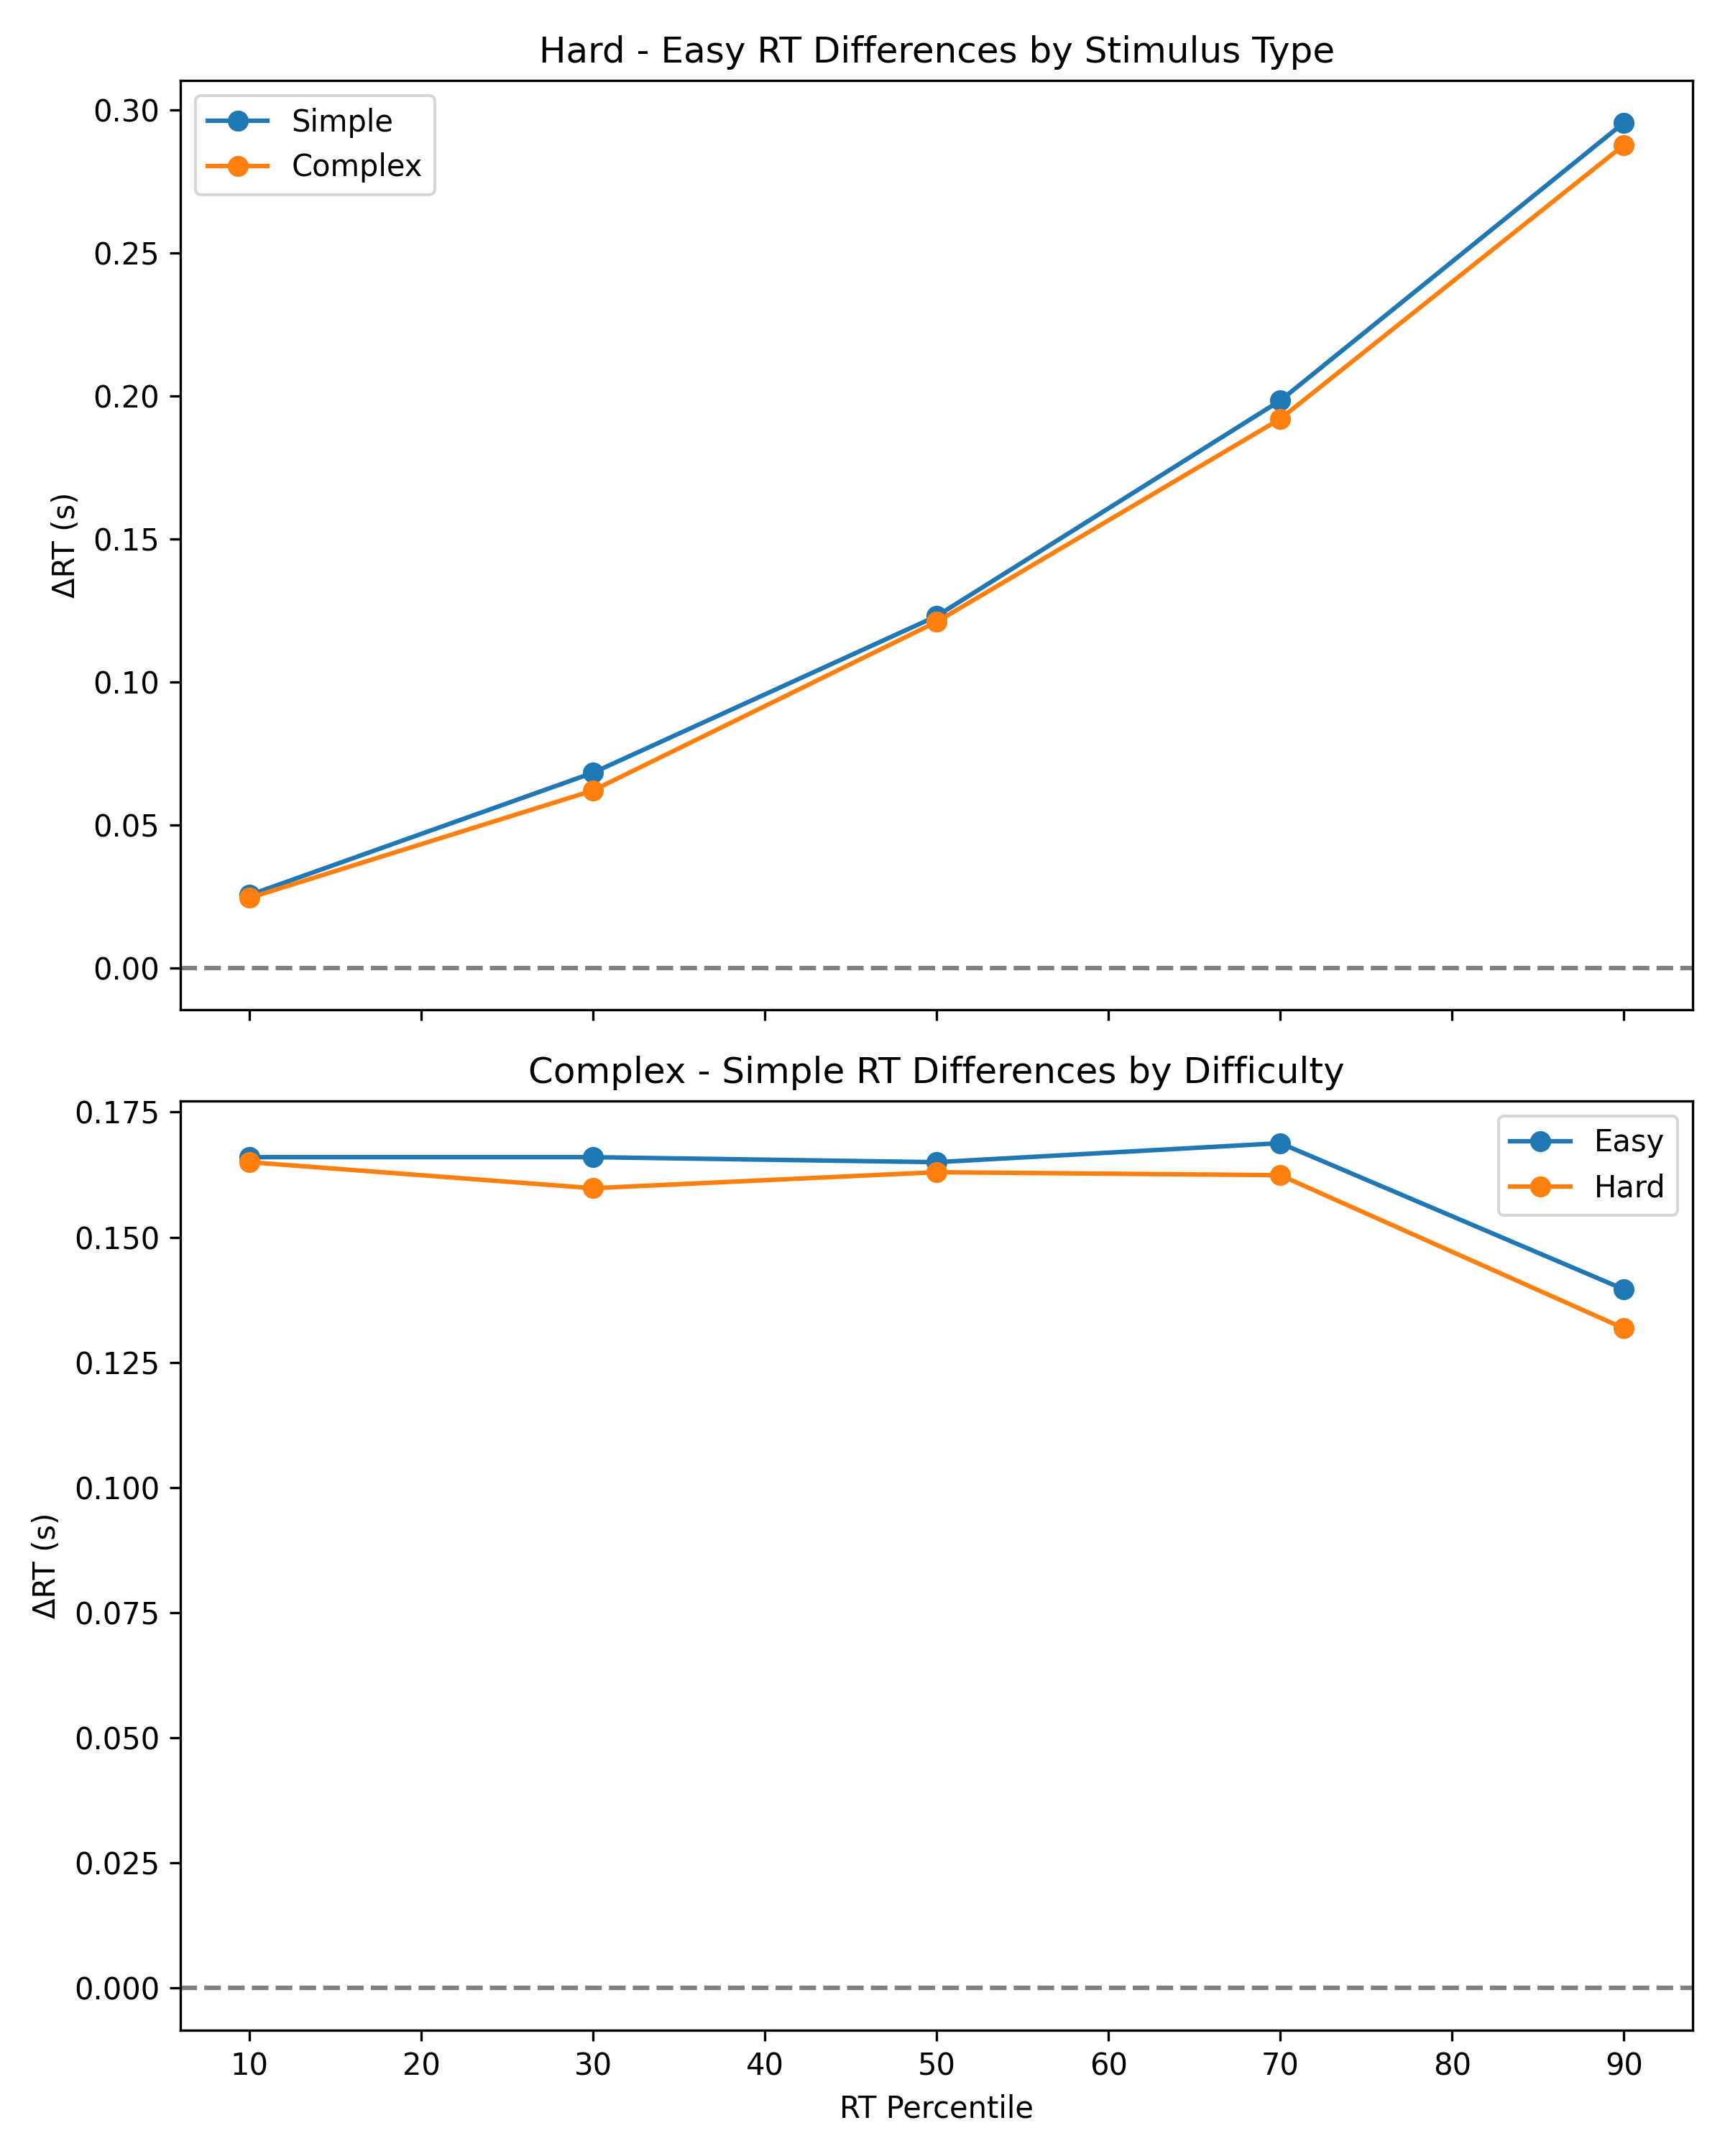 Hard - Easy RT Differences by Stimulus Type
Simple
Complex
0.30
0.25
0.20
0.15
0.10
0.05
0.00
ΔRT (s)
Complex - Simple RT Differences by Difficulty
Easy
Hard
0.175
0.150
0.125
0.100
0.075
0.050
0.025
0.000
ΔRT (s)
10 20 30 40 50 60 70 80 90
RT Percentile